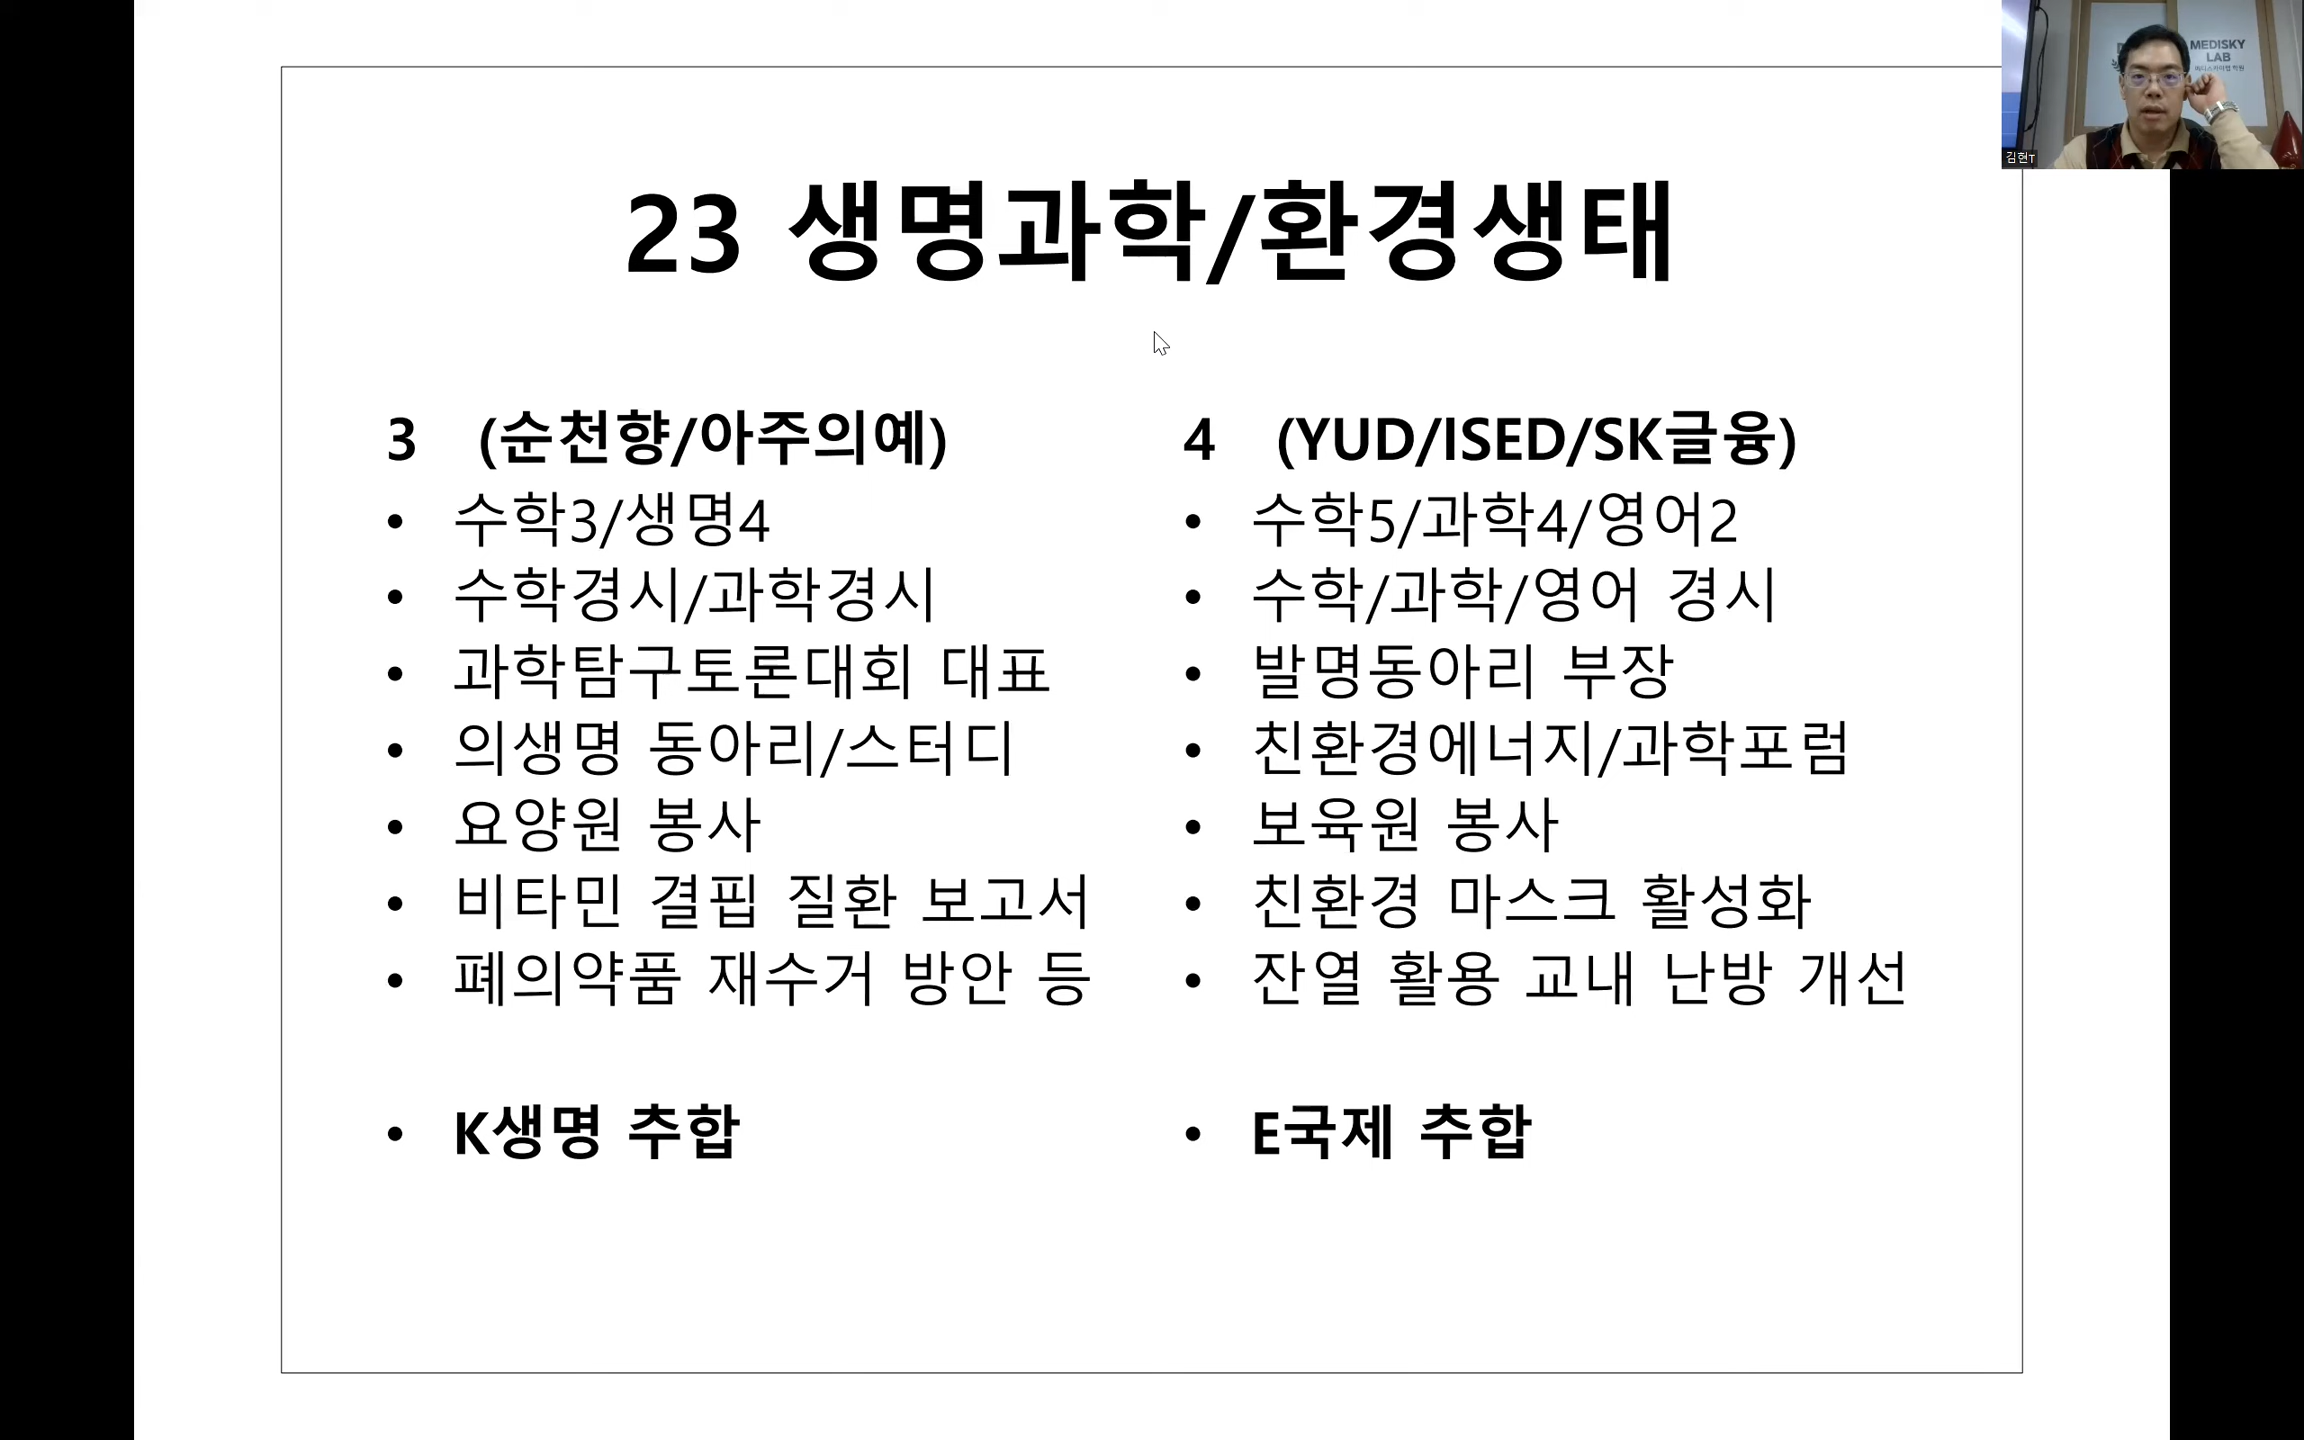 MEDISKY
LAB
메디스카이랩 학원
김현T
23 생명과학/환경생태
3 (순천향/아주의예)
• 수학3/생명4
• 수학경시/과학경시
• 과학탐구토론대회 대표
• 의생명 동아리/스터디
• 요양원 봉사
• 비타민 결핍 질환 보고서
• 폐의약품 재수거 방안 등
• K생명 추합
4 (YUD/ISED/SK글융)
• 수학5/과학4/영어2
• 수학/과학/영어 경시
• 발명동아리 부장
• 친환경에너지/과학포럼
• 보육원 봉사
• 친환경 마스크 활성화
• 잔열 활용 교내 난방 개선
• E국제 추합